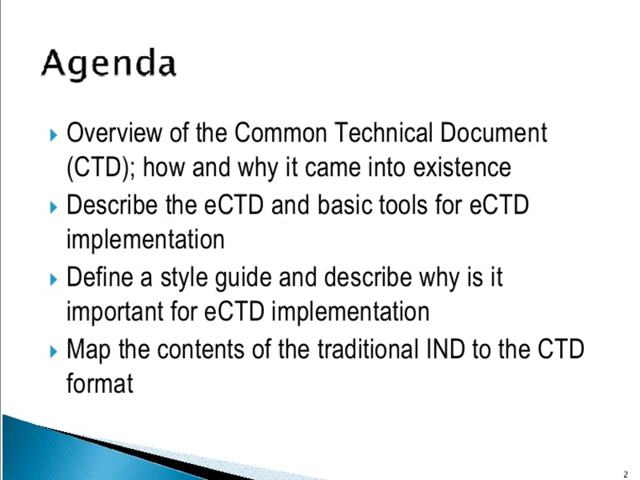 Agenda
Overview of the Common Technical Document
(CTD); how and why it came into existence
Describe the eCTD and basic tools for eCTD
implementation
Define a style guide and describe why is it
important for eCTD implementation
Map the contents of the traditional IND to the CTD
format
2